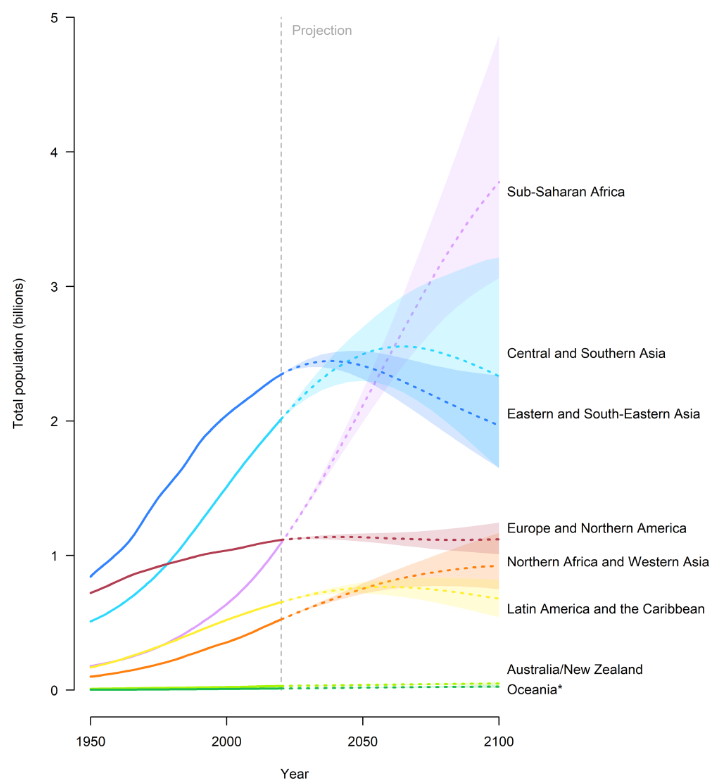 Projection
5
4
3
2
1
0
Total population (billions)
Sub-Saharan Africa
Central and Southern Asia
Eastern and South-Eastern Asia
Europe and Northern America
Northern Africa and Western Asia
Latin America and the Caribbean
Australia/New Zealand
Oceania*
1950 2000 2050 2100
Year